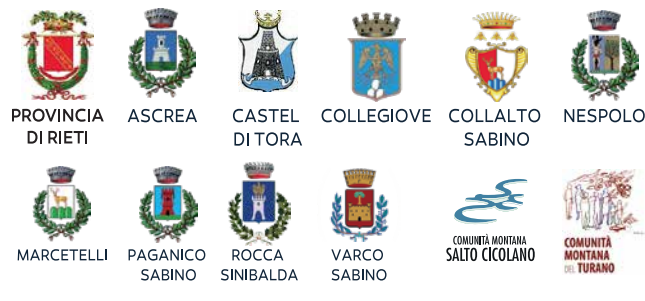 PROVINCIA
DI RIETI
ASCREA
CASTEL
DI TORA
COLLEGIOVE
COLLALTO
SABINO
NESPOLO
MARCETELLI
PAGANICO
SABINO
ROCCA
SINIBALDA
VARCO
SABINO
COMUNITÀ MONTANA
SALTO CICOLANO
COMUNITÀ
MONTANA
DEL TURANO